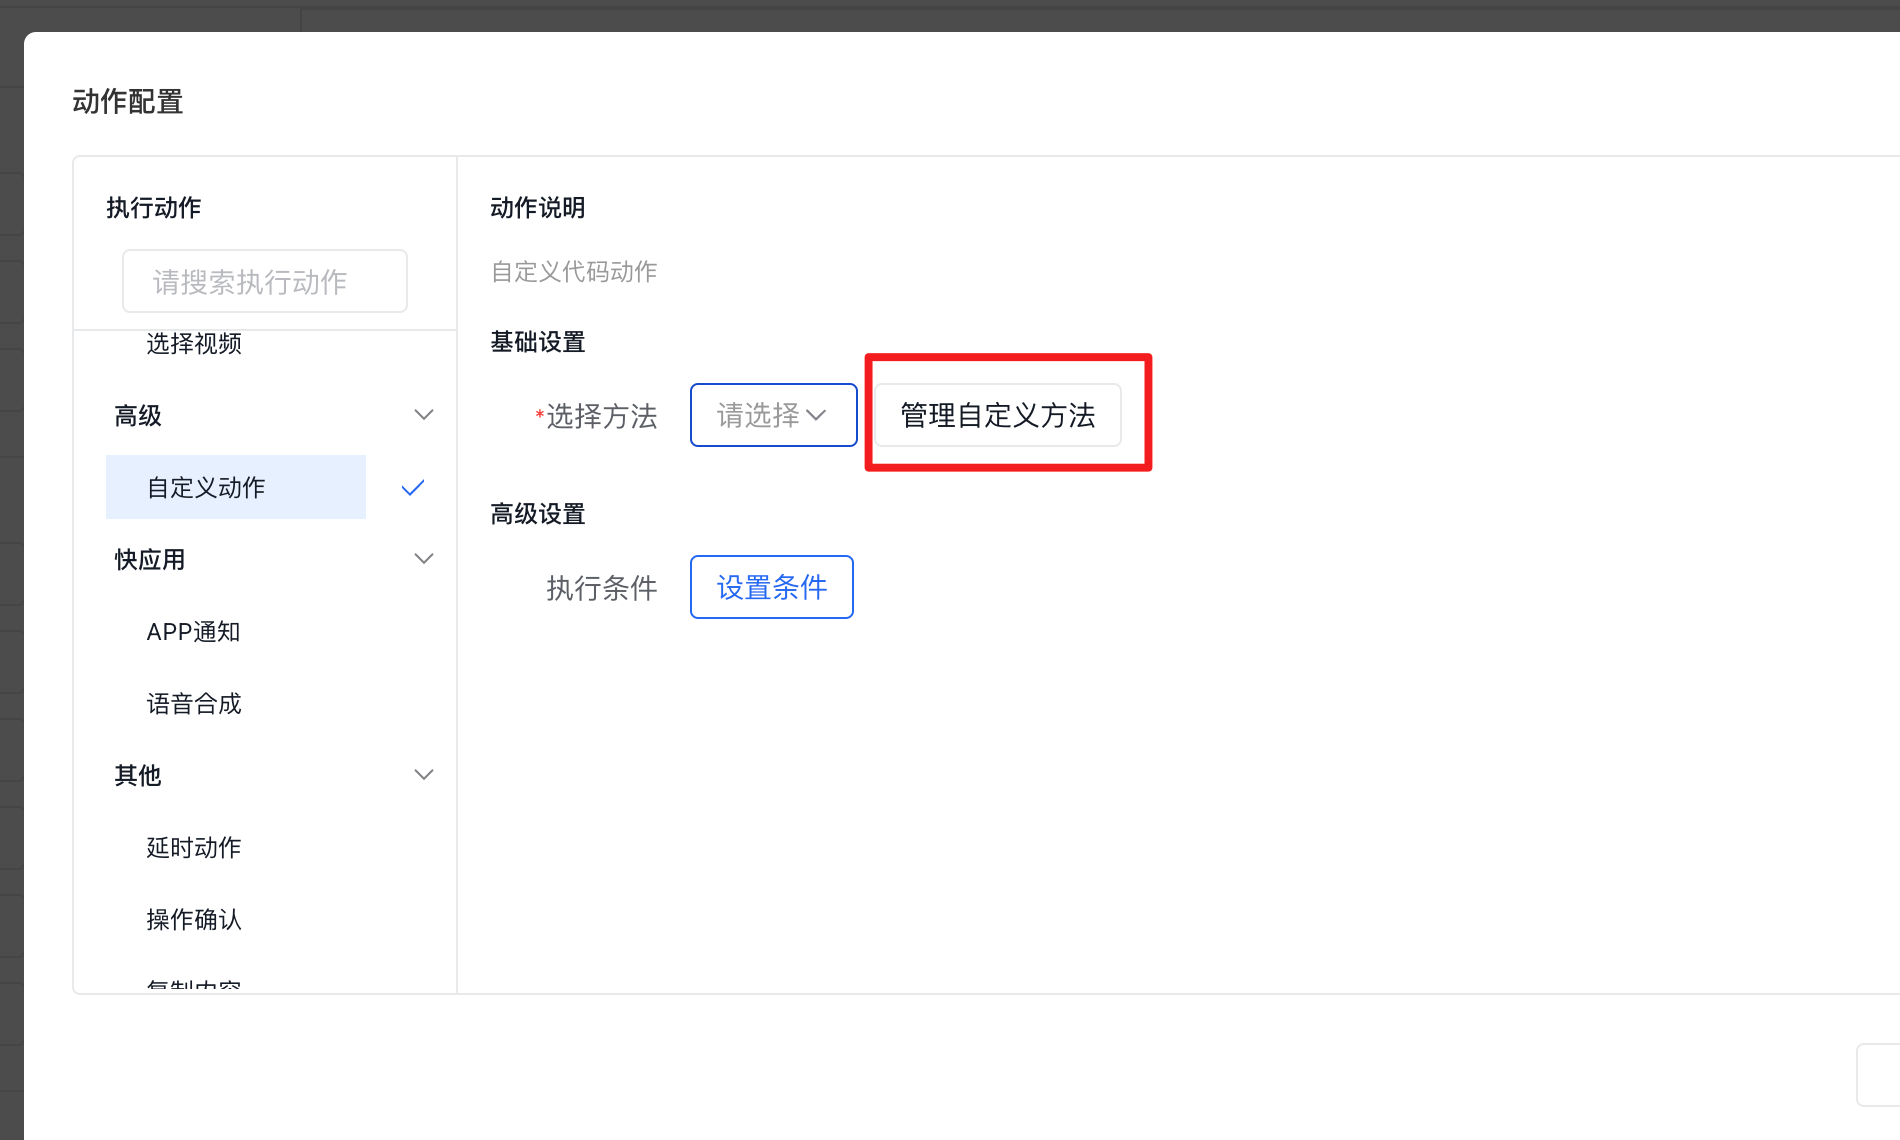 动作配置
执行动作
请搜索执行动作
选择视频
高级
自定义动作
快应用
APP通知
语音合成
其他
延时动作
操作确认
复制内容
动作说明
自定义代码动作
基础设置
*选择方法 请选择 管理自定义方法
高级设置
执行条件 设置条件